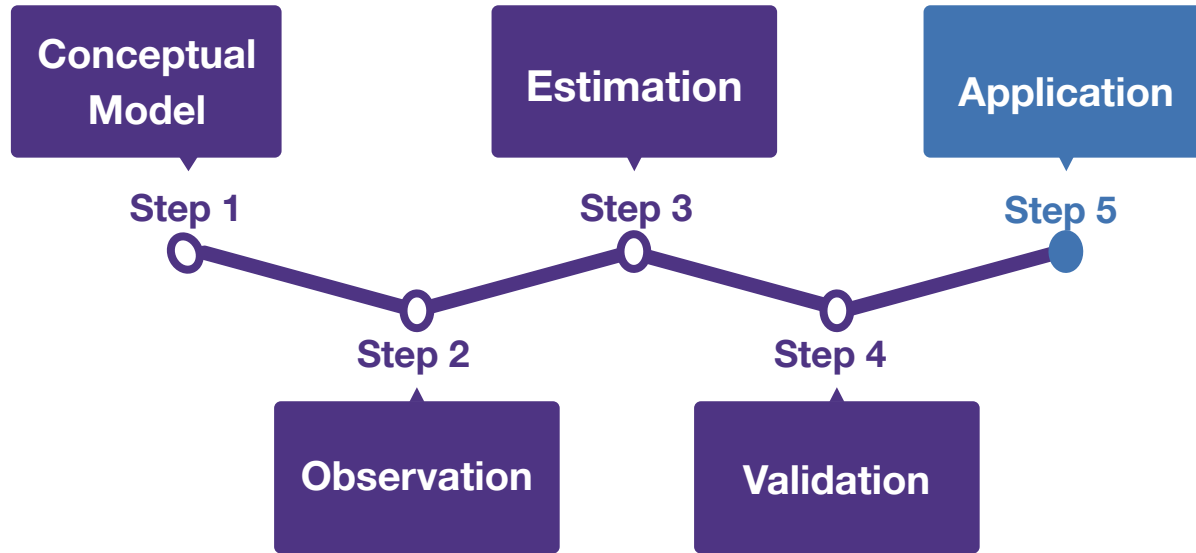 Conceptual
Model
Estimation
Application
Step 1
Step 3
Step 5
Step 2
Step 4
Observation
Validation